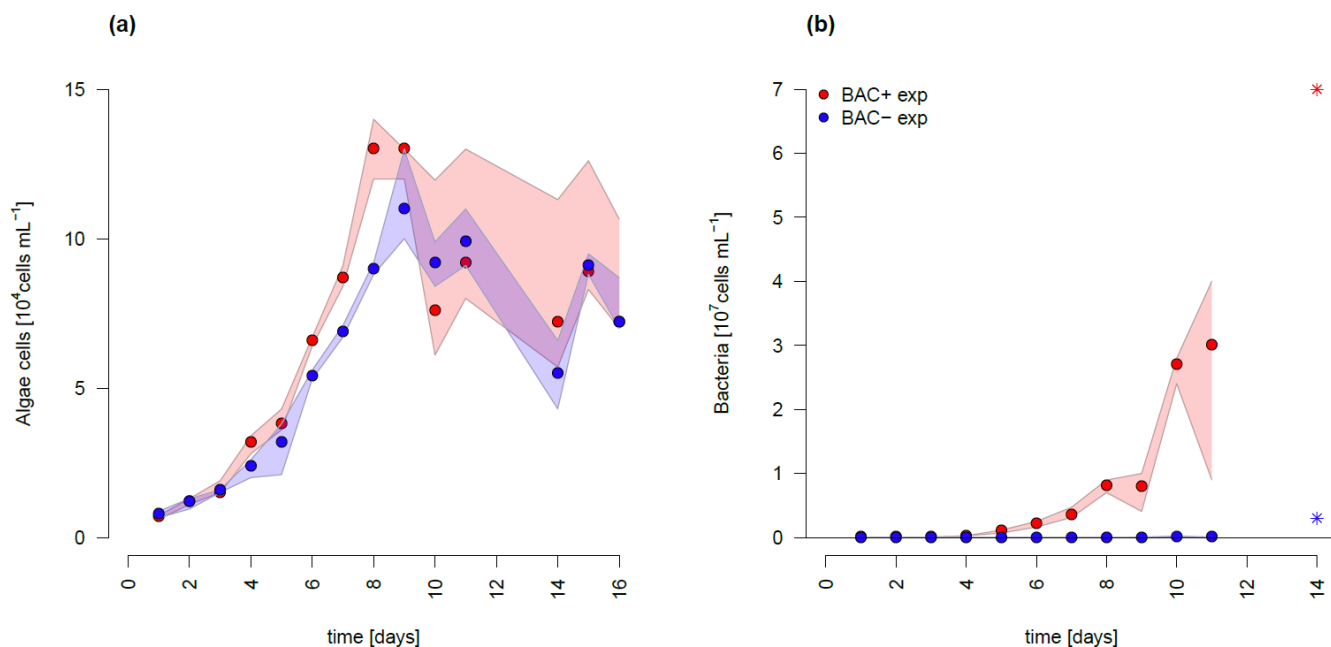 (a)
Algae cells [10⁴cells mL⁻¹]
15
10
5
0
0 2 4 6 8 10 12 14 16
time [days]
(b)
BAC+ exp
BAC− exp
Bacteria [10⁷cells mL⁻¹]
7
6
5
4
3
2
1
0
0 2 4 6 8 10 12 14
time [days]